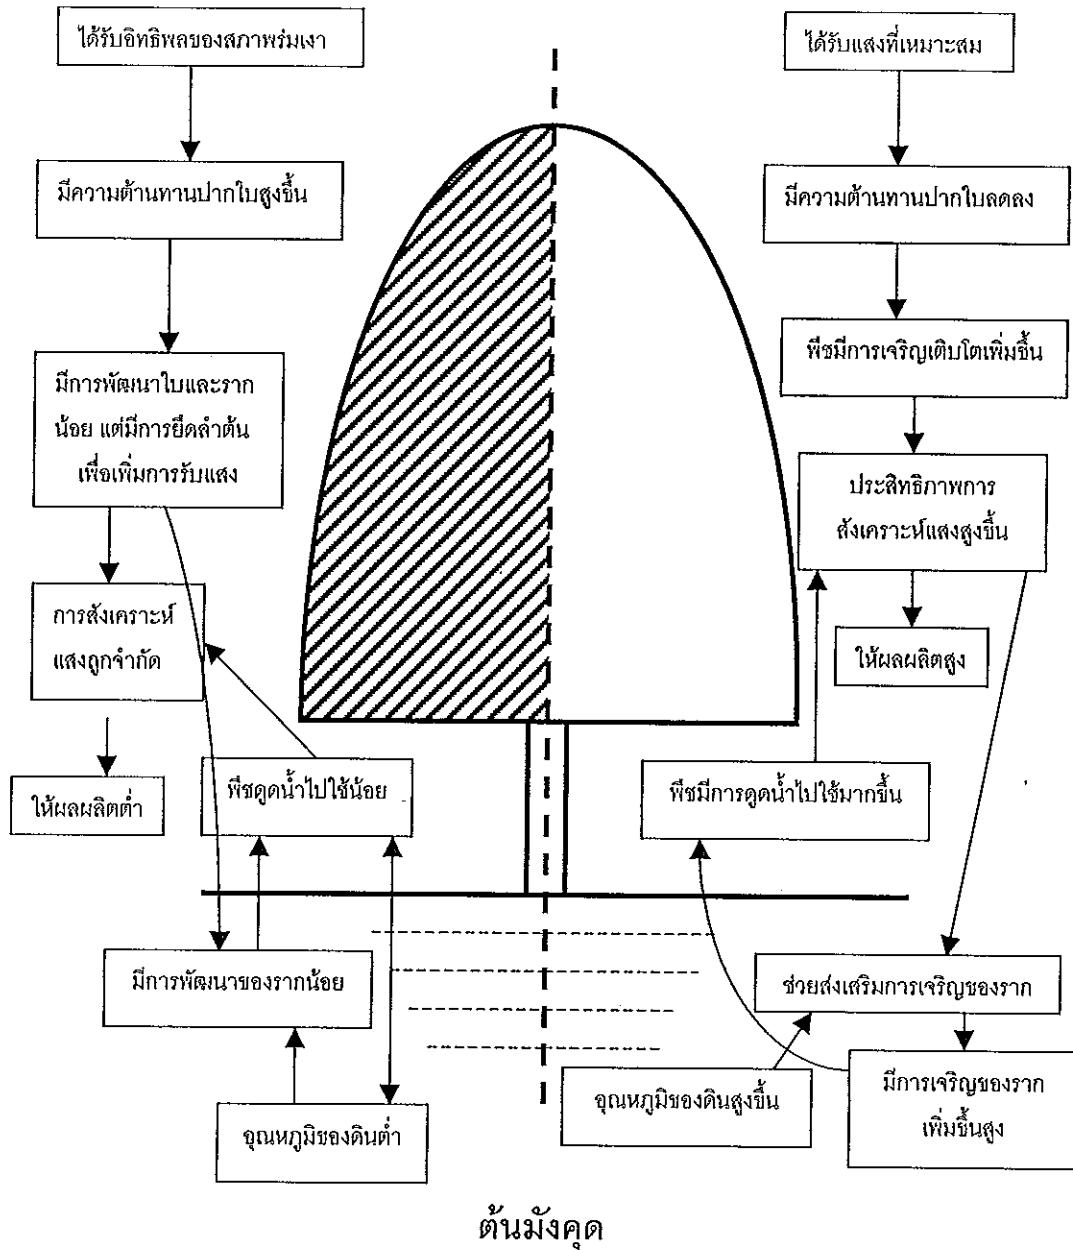 ได้รับอิทธิพลของสภาพร่มเงา
มีความต้านทานปากใบสูงขึ้น
มีการพัฒนาใบและราก
น้อย แต่มีการยืดลำต้น
เพื่อเพิ่มการรับแสง
การสังเคราะห์
แสงถูกจำกัด
ให้ผลผลิตต่ำ
พืชดูดน้ำไปใช้น้อย
มีการพัฒนาของรากน้อย
อุณหภูมิของดินต่ำ
ได้รับแสงที่เหมาะสม
มีความต้านทานปากใบลดลง
พืชมีการเจริญเติบโตเพิ่มขึ้น
ประสิทธิภาพการ
สังเคราะห์แสงสูงขึ้น
ให้ผลผลิตสูง
พืชมีการดูดน้ำไปใช้มากขึ้น
ช่วยส่งเสริมการเจริญของราก
อุณหภูมิของดินสูงขึ้น
มีการเจริญของราก
เพิ่มขึ้นสูง
ต้นมังคุด